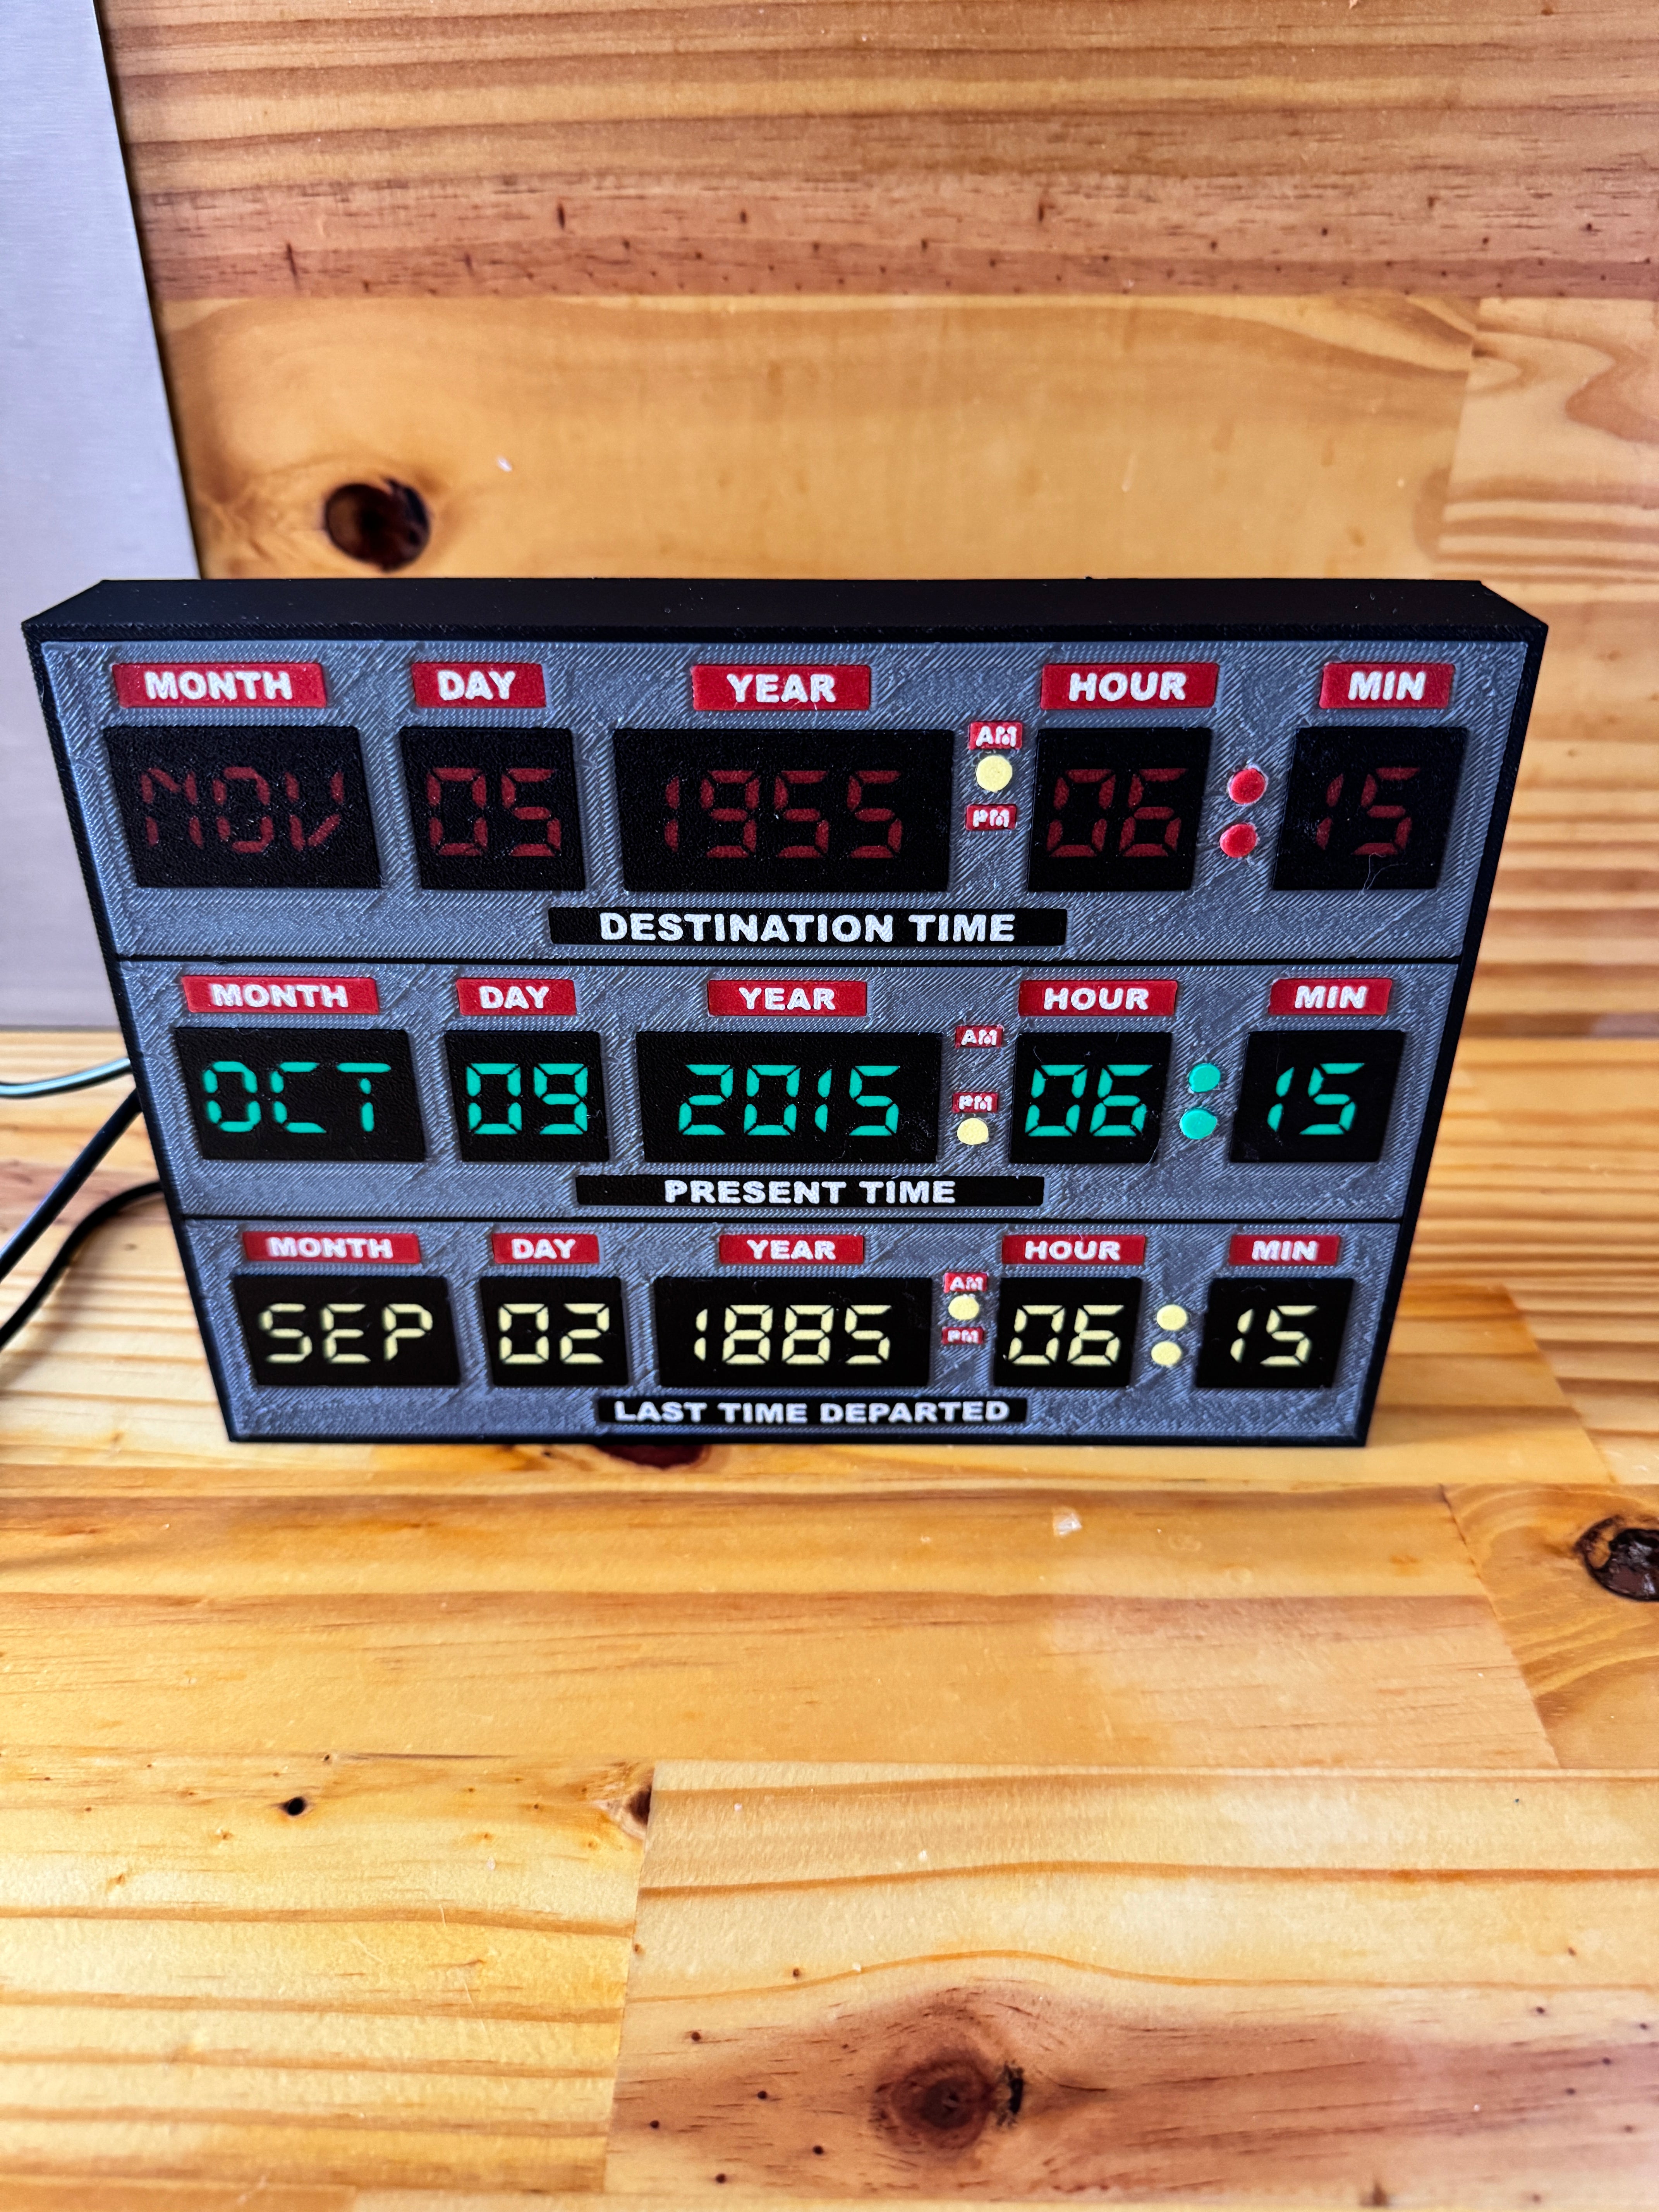 MONTH DAY YEAR HOUR MIN
AM
NOV 05 1955 06 15
PM
DESTINATION TIME
MONTH DAY YEAR HOUR MIN
AM
OCT 09 2015 06 15
PM
PRESENT TIME
MONTH DAY YEAR HOUR MIN
AM
SEP 02 1885 06 15
PM
LAST TIME DEPARTED